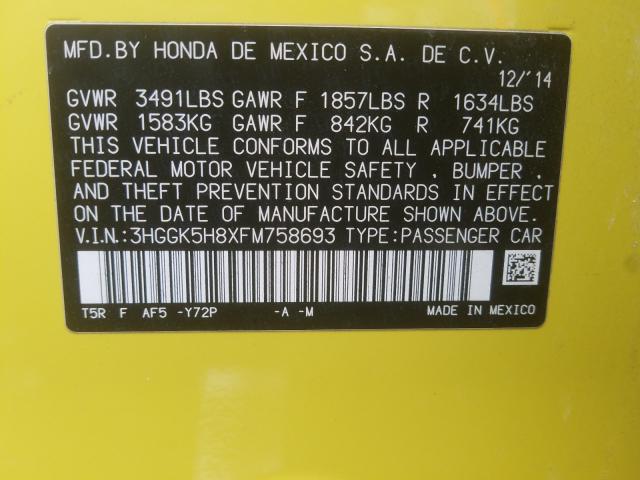 MFD.BY HONDA DE MEXICO S.A. DE C.V.
12/'14
GVWR 3491LBS GAWR F 1857LBS R 1634LBS
GVWR 1583KG GAWR F 842KG R 741KG
THIS VEHICLE CONFORMS TO ALL APPLICABLE
FEDERAL MOTOR VEHICLE SAFETY , BUMPER ,
AND THEFT PREVENTION STANDARDS IN EFFECT
ON THE DATE OF MANUFACTURE SHOWN ABOVE.
V.I.N.:3HGGK5H8XFM758693 TYPE:PASSENGER CAR
T5R F AF5 -Y72P -A -M MADE IN MEXICO